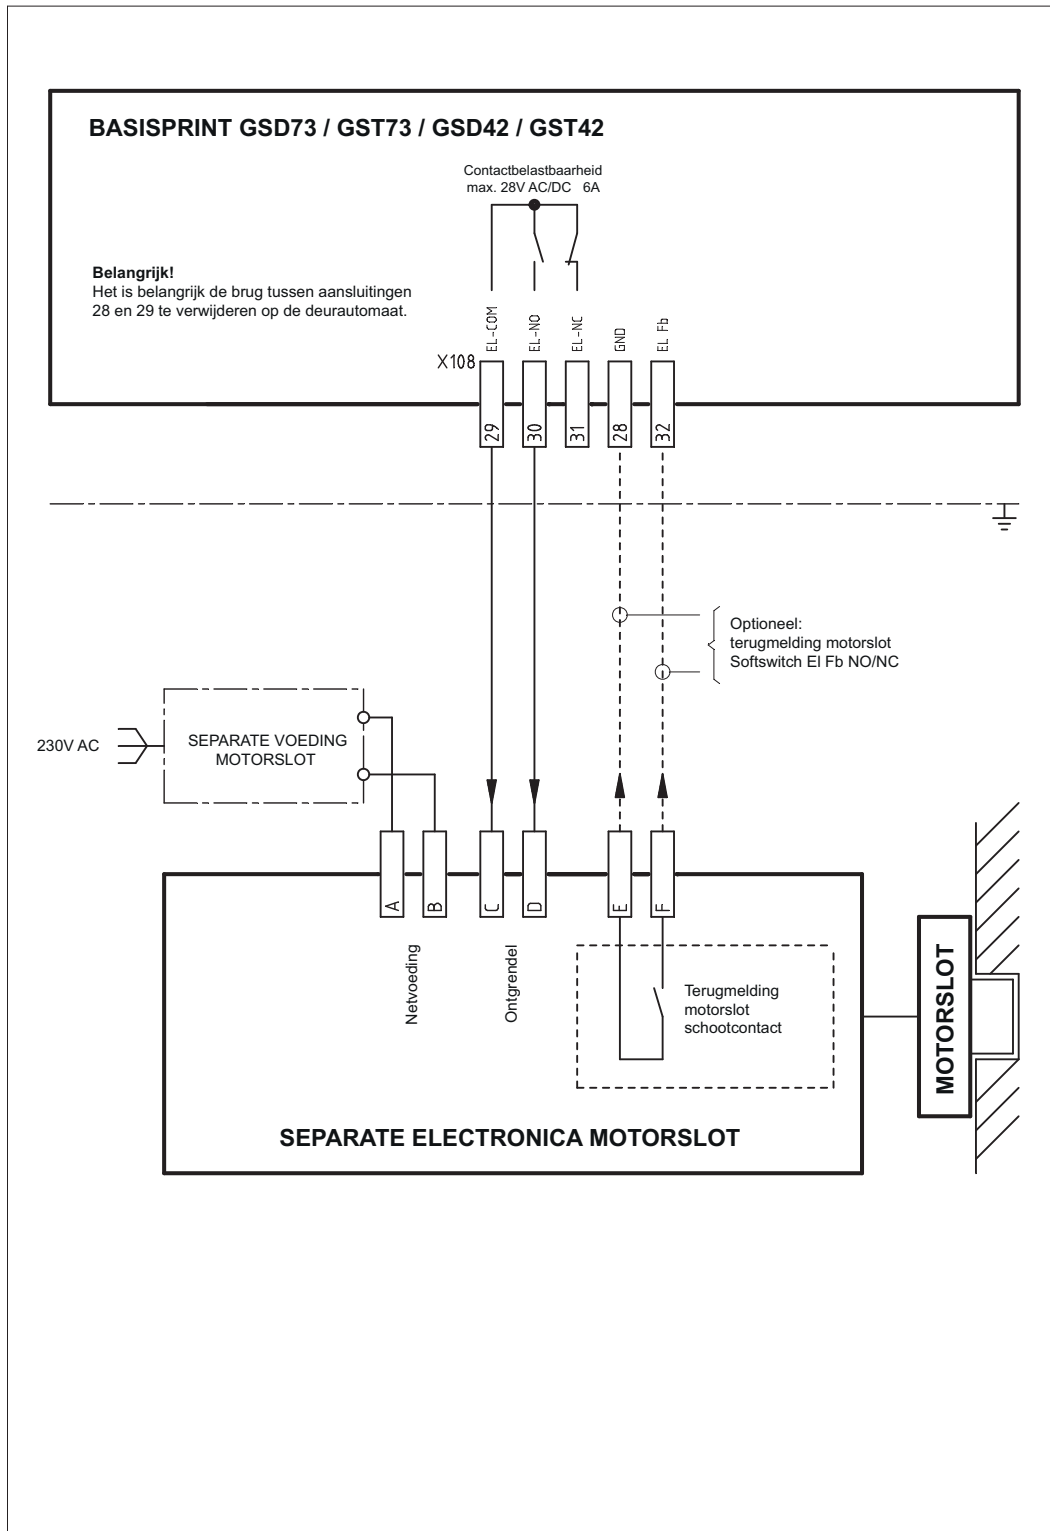 BASISPRINT GSD73 / GST73 / GSD42 / GST42
Contactbelastbaarheid
max. 28V AC/DC 6A
Belangrijk!
Het is belangrijk de brug tussen aansluitingen
28 en 29 te verwijderen op de deurautomaat.
EL-COM
EL-NO
EL-NC
GND
EL Fb
X108
29
30
31
28
32
Optioneel:
terugmelding motorslot
Softswitch El Fb NO/NC
230V AC
SEPARATE VOEDING
MOTORSLOT
A
B
C
D
E
F
Netvoeding
Ontgrendel
Terugmelding
motorslot
schootcontact
MOTORSLOT
SEPARATE ELECTRONICA MOTORSLOT